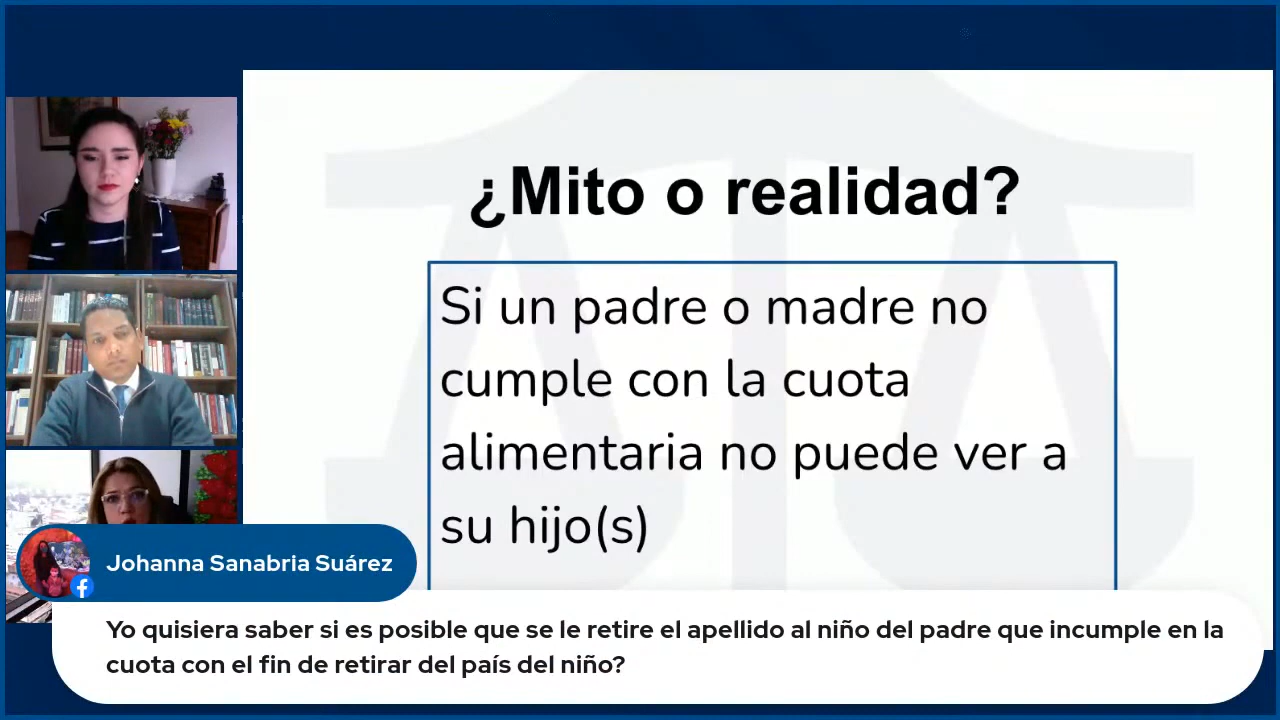 ¿Mito o realidad?
Si un padre o madre no
cumple con la cuota
alimentaria no puede ver a
su hijo(s)
Johanna Sanabria Suárez
Yo quisiera saber si es posible que se le retire el apellido al niño del padre que incumple en la
cuota con el fin de retirar del país del niño?